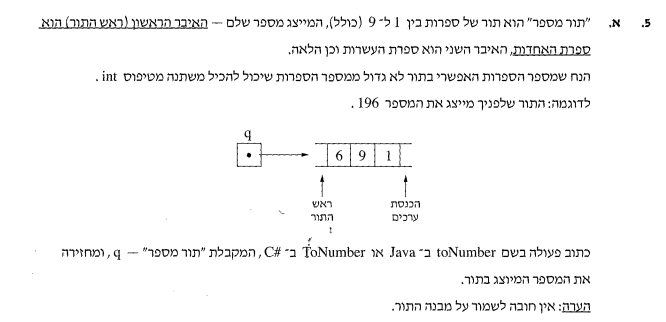 5. א. "תור מספר" הוא תור של ספרות בין 1 ל־ 9 (כולל), המייצג מספר שלם — האיבר הראשון (ראש התור) הוא
ספרת האחדות, האיבר השני הוא ספרת העשרות וכן הלאה.
הנח שמספר הספרות האפשרי בתור לא גדול ממספר הספרות שיכול להכיל משתנה מטיפוס int .
לדוגמה: התור שלפניך מייצג את המספר 196 .
q
6 9 1
ראש הכנסת
התור ערכים
כתוב פעולה בשם toNumber ב־ Java או ToNumber ב־ C#, המקבלת "תור מספר" — q , ומחזירה
את המספר המיוצג בתור.
הערה: אין חובה לשמור על מבנה התור.